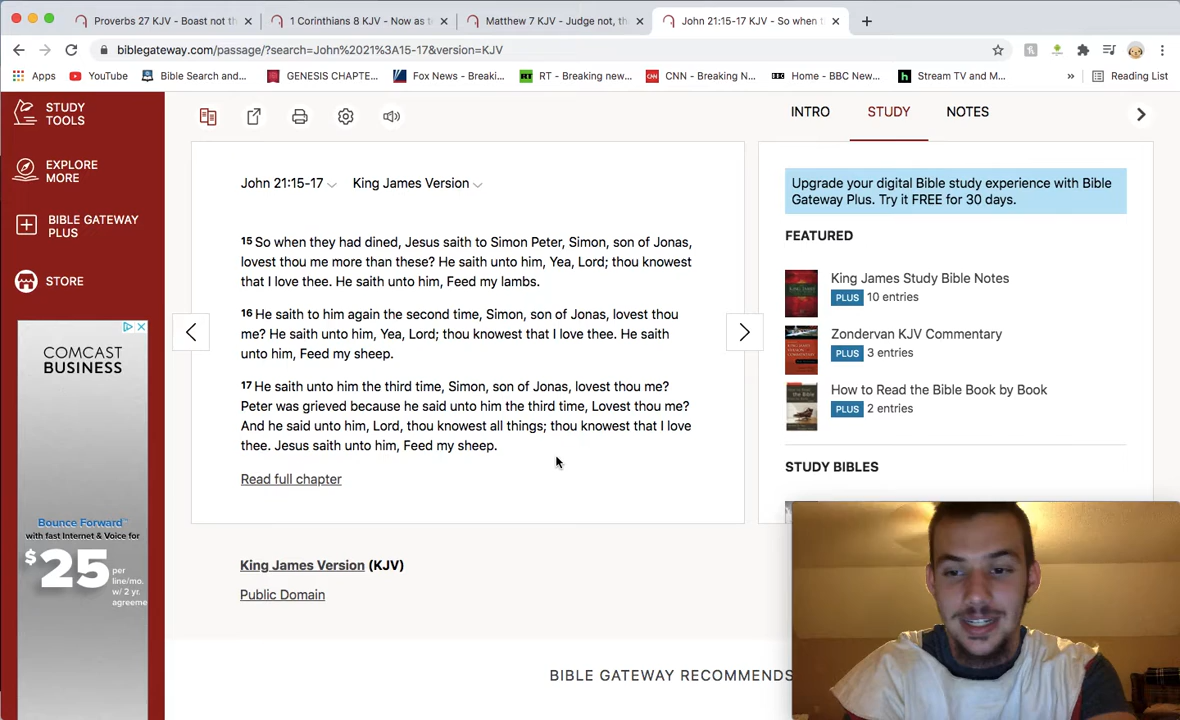 Proverbs 27 KJV - Boast not th
1 Corinthians 8 KJV - Now as to
Matthew 7 KJV - Judge not, th
John 21:15-17 KJV - So when t
biblegateway.com/passage/?search=John%2021%3A15-17&version=KJV
Apps
YouTube
Bible Search and...
GENESIS CHAPTE...
Fox News - Breaki...
RT - Breaking new...
CNN - Breaking N...
Home - BBC New...
Stream TV and M...
»
Reading List
STUDY
TOOLS
EXPLORE
MORE
BIBLE GATEWAY
PLUS
STORE
COMCAST
BUSINESS
Bounce Forward™
with fast Internet & Voice for
$25
per
line/mo.
w/ 2 yr.
agreeme
John 21:15-17
King James Version
15 So when they had dined, Jesus saith to Simon Peter, Simon, son of Jonas,
lovest thou me more than these? He saith unto him, Yea, Lord; thou knowest
that I love thee. He saith unto him, Feed my lambs.
16 He saith to him again the second time, Simon, son of Jonas, lovest thou
me? He saith unto him, Yea, Lord; thou knowest that I love thee. He saith
unto him, Feed my sheep.
17 He saith unto him the third time, Simon, son of Jonas, lovest thou me?
Peter was grieved because he said unto him the third time, Lovest thou me?
And he said unto him, Lord, thou knowest all things; thou knowest that I love
thee. Jesus saith unto him, Feed my sheep.
Read full chapter
King James Version (KJV)
Public Domain
BIBLE GATEWAY RECOMMENDS
INTRO
STUDY
NOTES
Upgrade your digital Bible study experience with Bible
Gateway Plus. Try it FREE for 30 days.
FEATURED
King James Study Bible Notes
PLUS 10 entries
Zondervan KJV Commentary
PLUS 3 entries
How to Read the Bible Book by Book
PLUS 2 entries
STUDY BIBLES